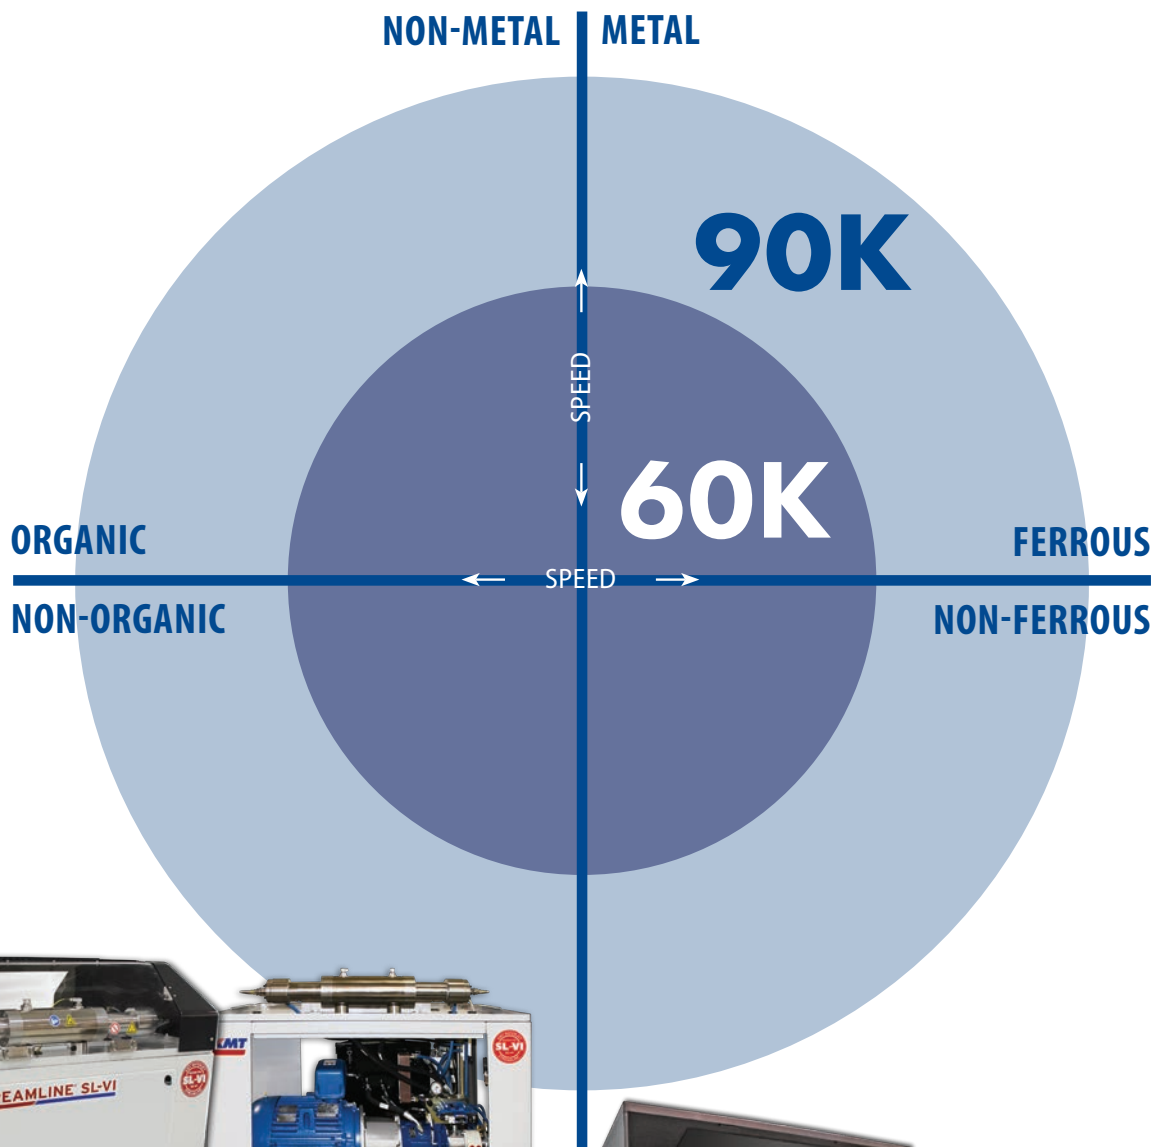 NON-METAL
METAL
90K
SPEED
60K
ORGANIC
FERROUS
SPEED
NON-ORGANIC
NON-FERROUS
KMT
SL-VI
SL-VI
EAMLINE SL-VI